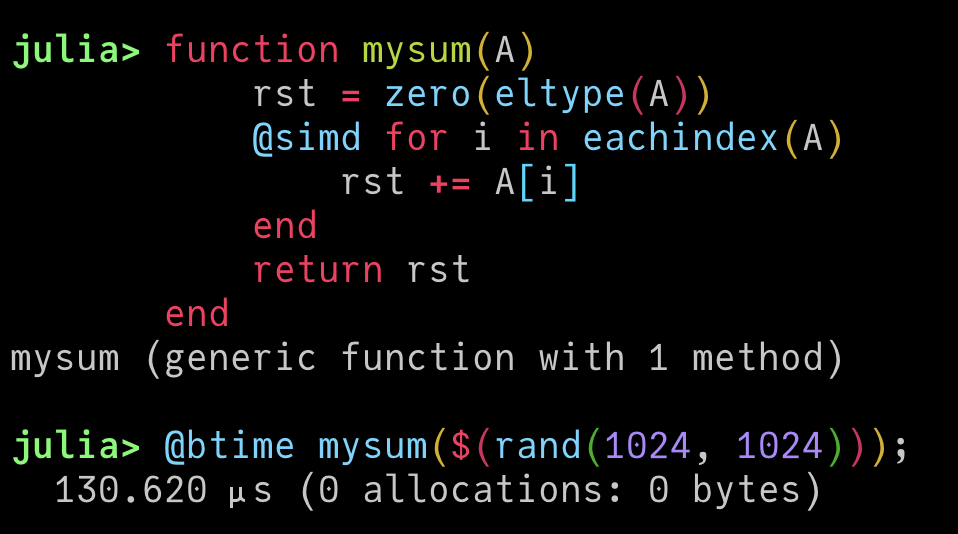 julia> function mysum(A)
           rst = zero(eltype(A))
           @simd for i in eachindex(A)
               rst += A[i]
           end
           return rst
       end
mysum (generic function with 1 method)

julia> @btime mysum($(rand(1024, 1024)));
  130.620 μs (0 allocations: 0 bytes)